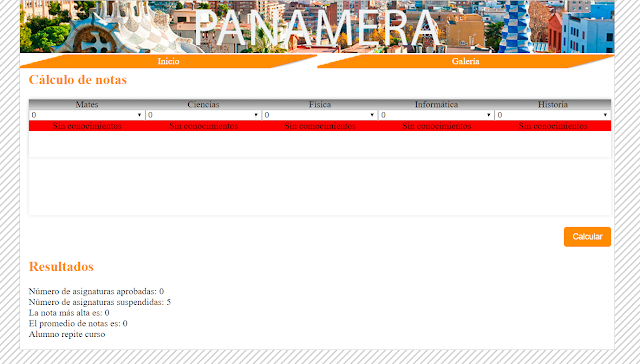 PANAMERA
Inicio Galería
Cálculo de notas
Mates Ciencias Física Informática Historia
0 0 0 0 0
Sin conocimientos Sin conocimientos Sin conocimientos Sin conocimientos Sin conocimientos
Calcular
Resultados
Número de asignaturas aprobadas: 0
Número de asignaturas suspendidas: 5
La nota más alta es: 0
El promedio de notas es: 0
Alumno repite curso